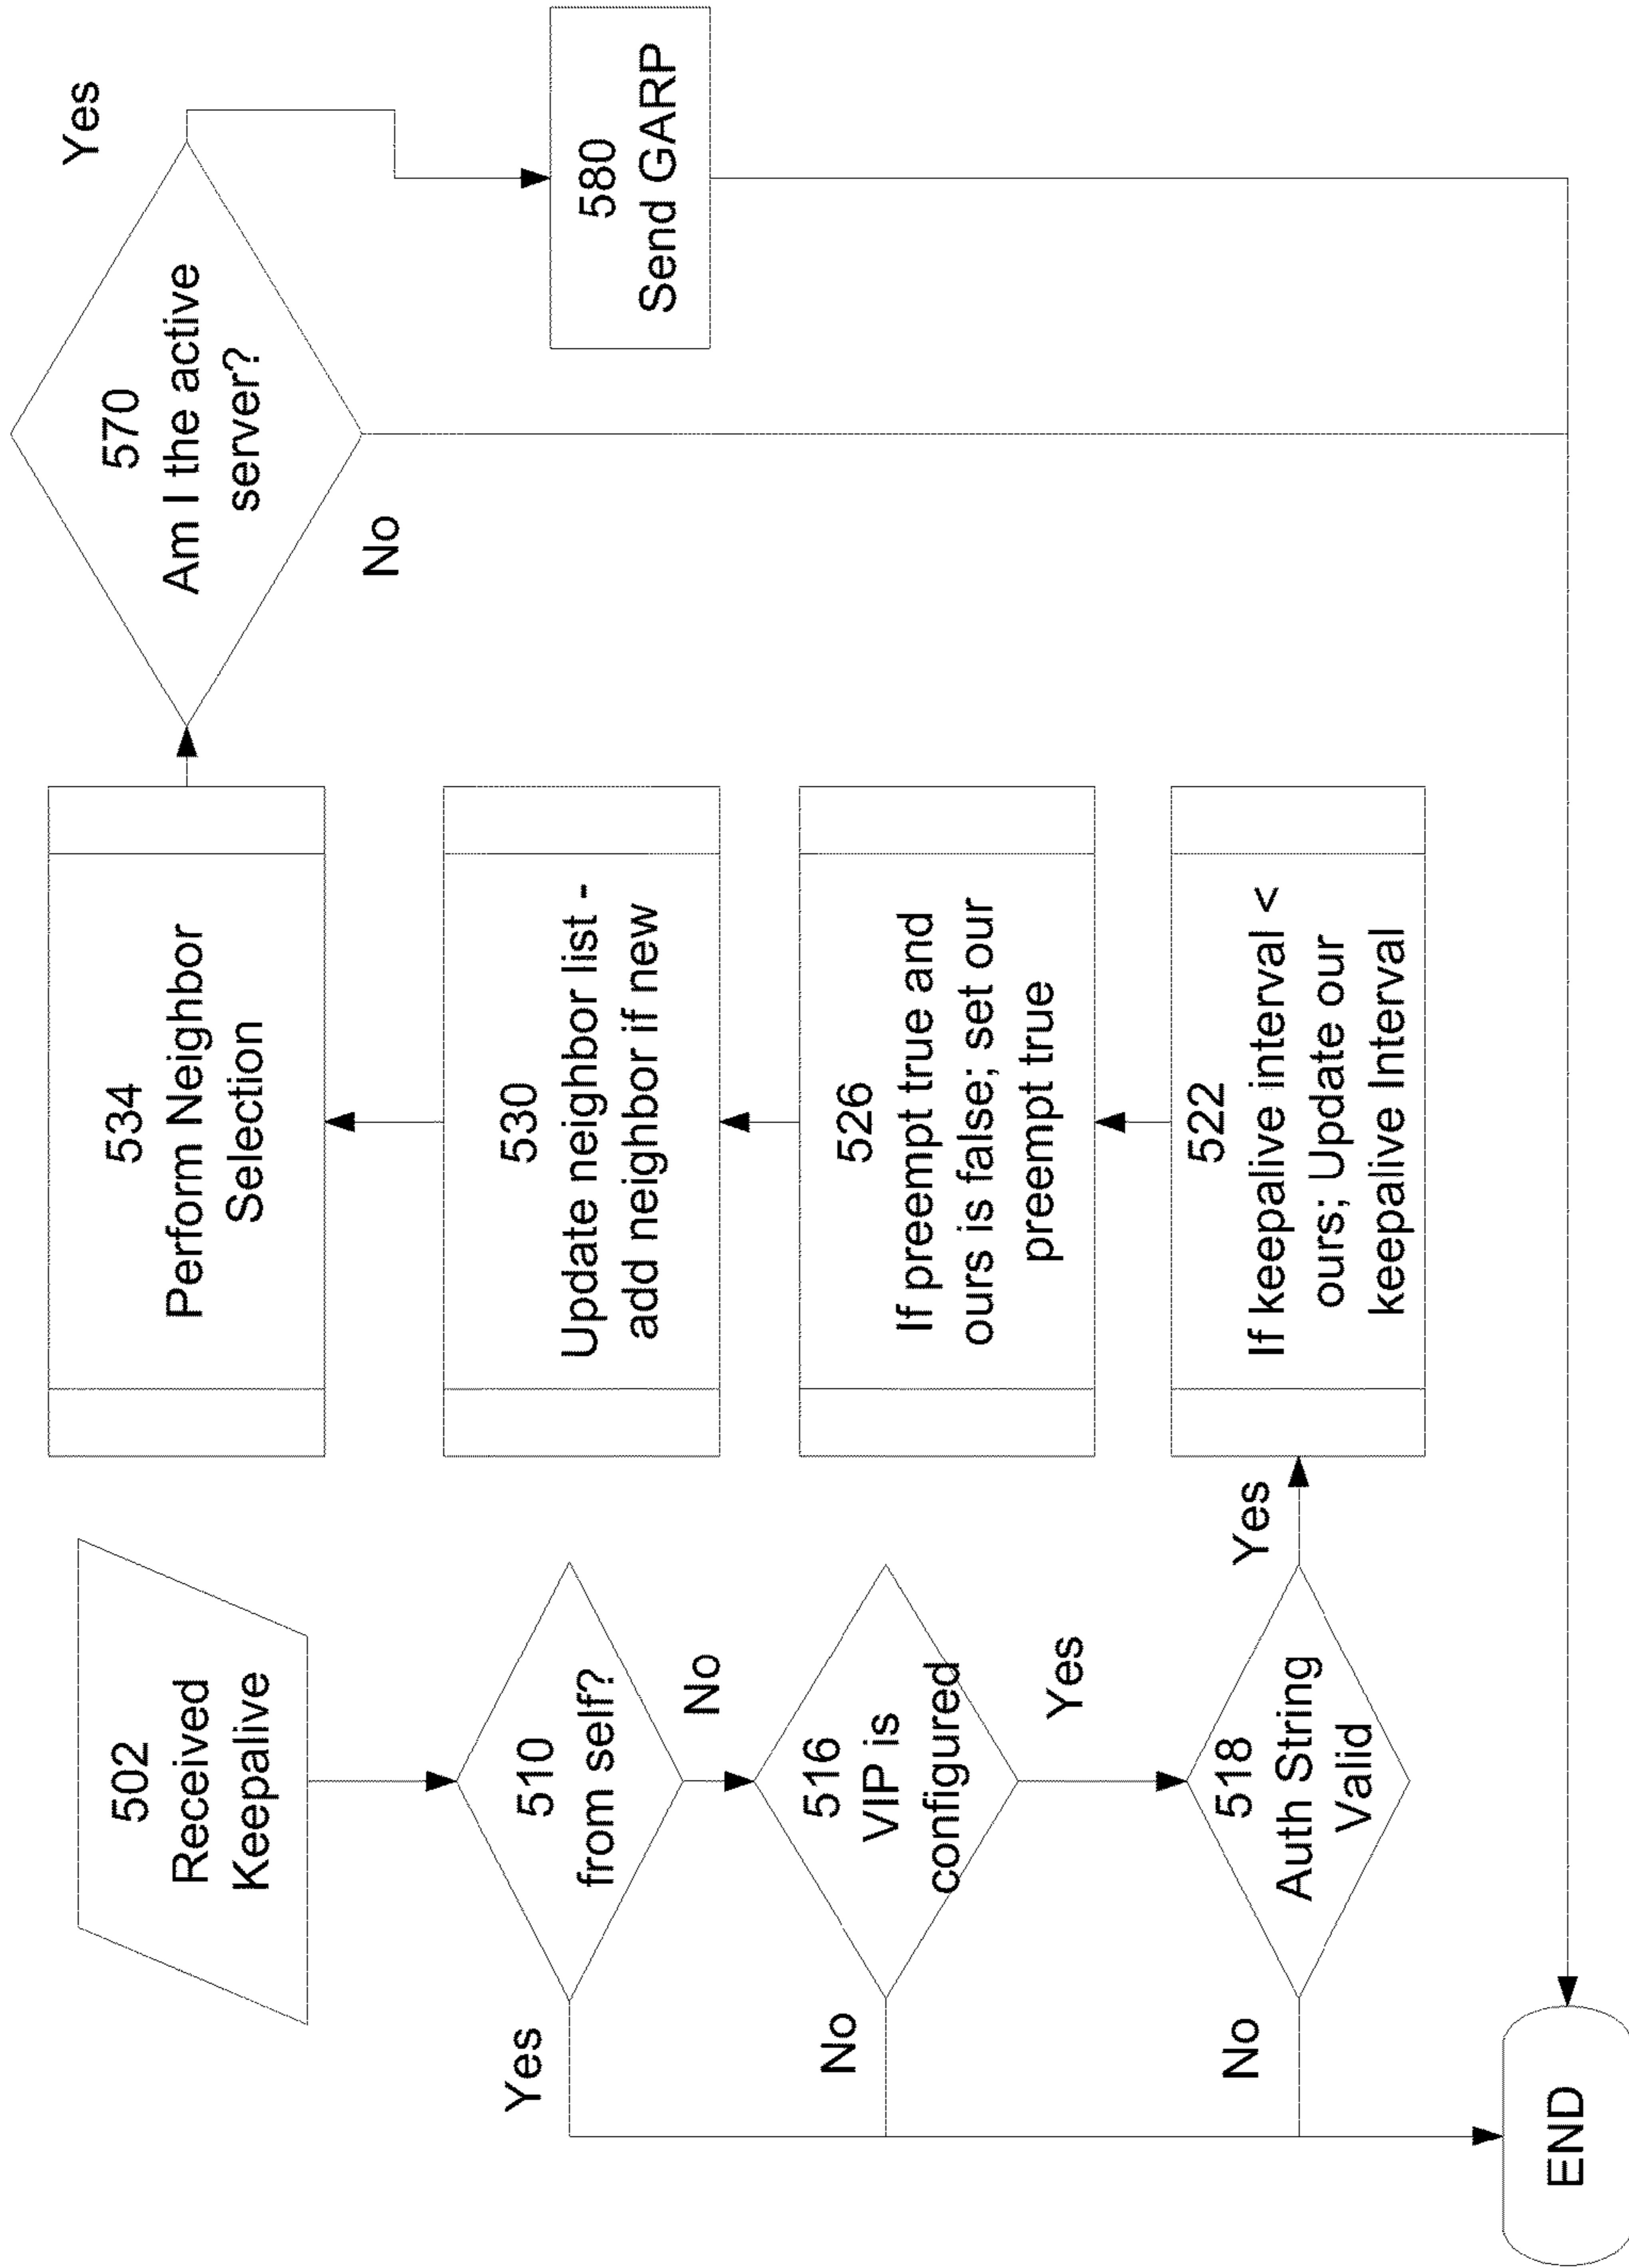 502
Received
Keepalive
510
from self?
Yes
No
516
VIP is
configured
No
Yes
518
Auth String
Valid
No
Yes
END
522
If keepalive interval <
ours; Update our
keepalive Interval
526
If preempt true and
ours is false; set our
preempt true
530
Update neighbor list -
add neighbor if new
534
Perform Neighbor
Selection
570
Am I the active
server?
Yes
No
580
Send GARP